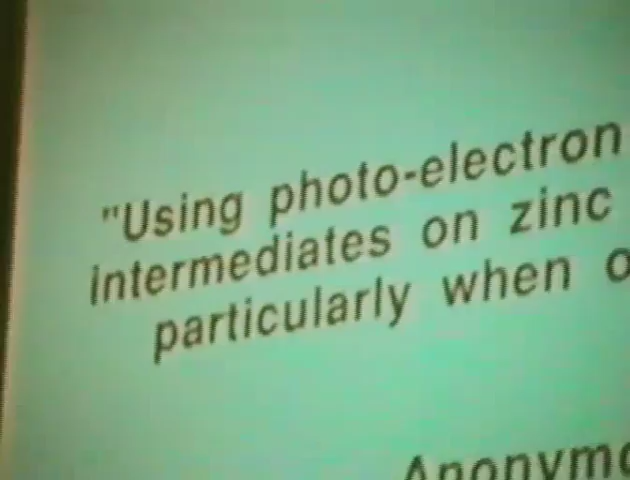 "Using photo-electron
intermediates on zinc
particularly when